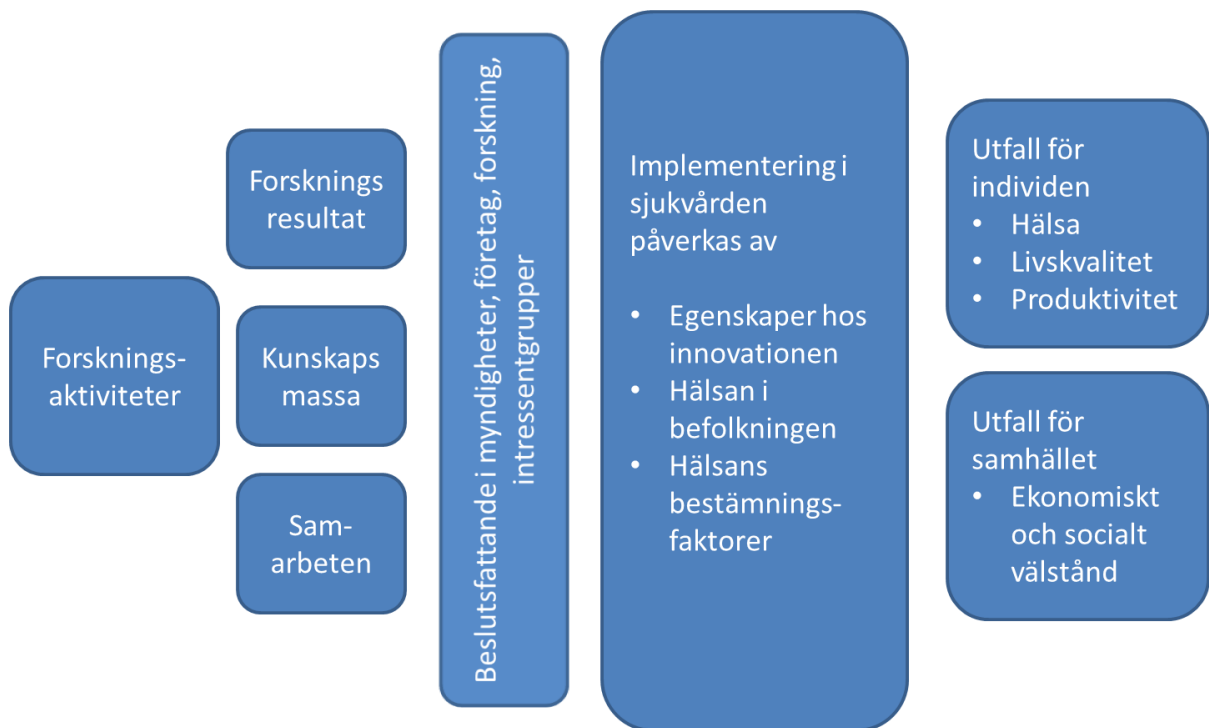 Forsknings-
aktiviteter
Forsknings
resultat
Kunskaps
massa
Sam-
arbeten
Beslutsfattande i myndigheter, företag, forskning,
intressentgrupper
Implementering i
sjukvården
påverkas av
• Egenskaper hos
innovationen
• Hälsan i
befolkningen
• Hälsans
bestämnings-
faktorer
Utfall för
individen
• Hälsa
• Livskvalitet
• Produktivitet
Utfall för
samhället
• Ekonomiskt
och socialt
välstånd